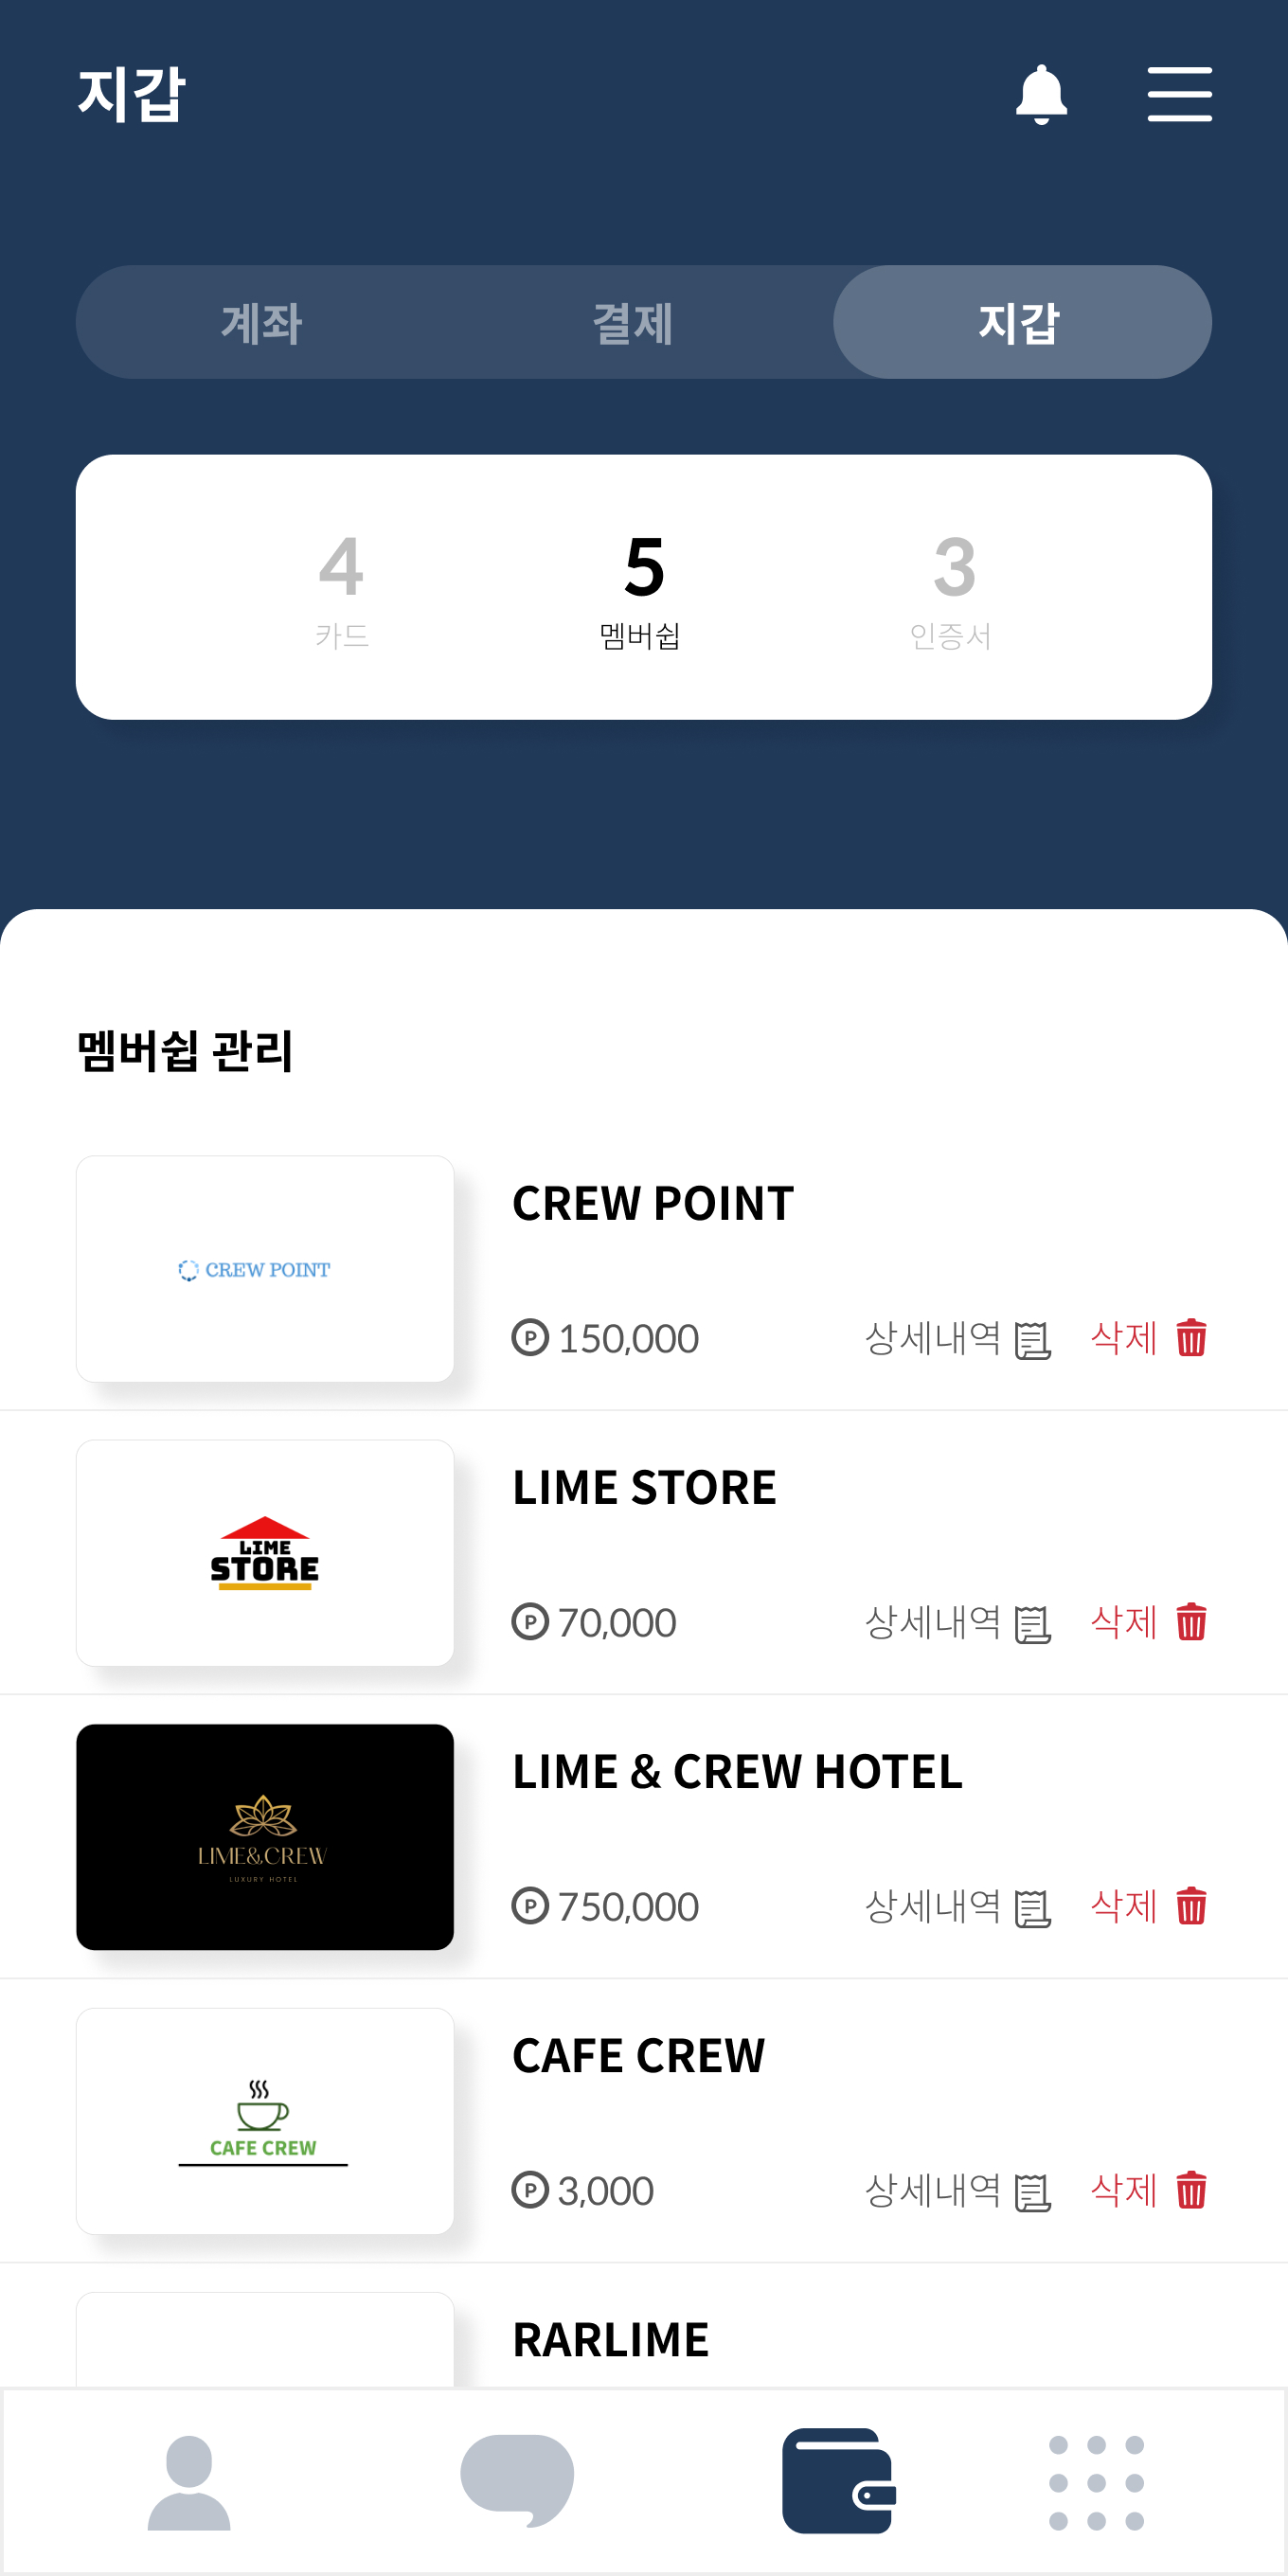 지갑
계좌 결제 지갑
4 5 3
카드 멤버쉽 인증서
멤버쉽 관리
CREW POINT
CREW POINT
P 150,000 상세내역 삭제
LIME STORE
LIME
STORE
P 70,000 상세내역 삭제
LIME & CREW HOTEL
LIME&CREW
LUXURY HOTEL
P 750,000 상세내역 삭제
CAFE CREW
CAFE CREW
P 3,000 상세내역 삭제
RARLIME